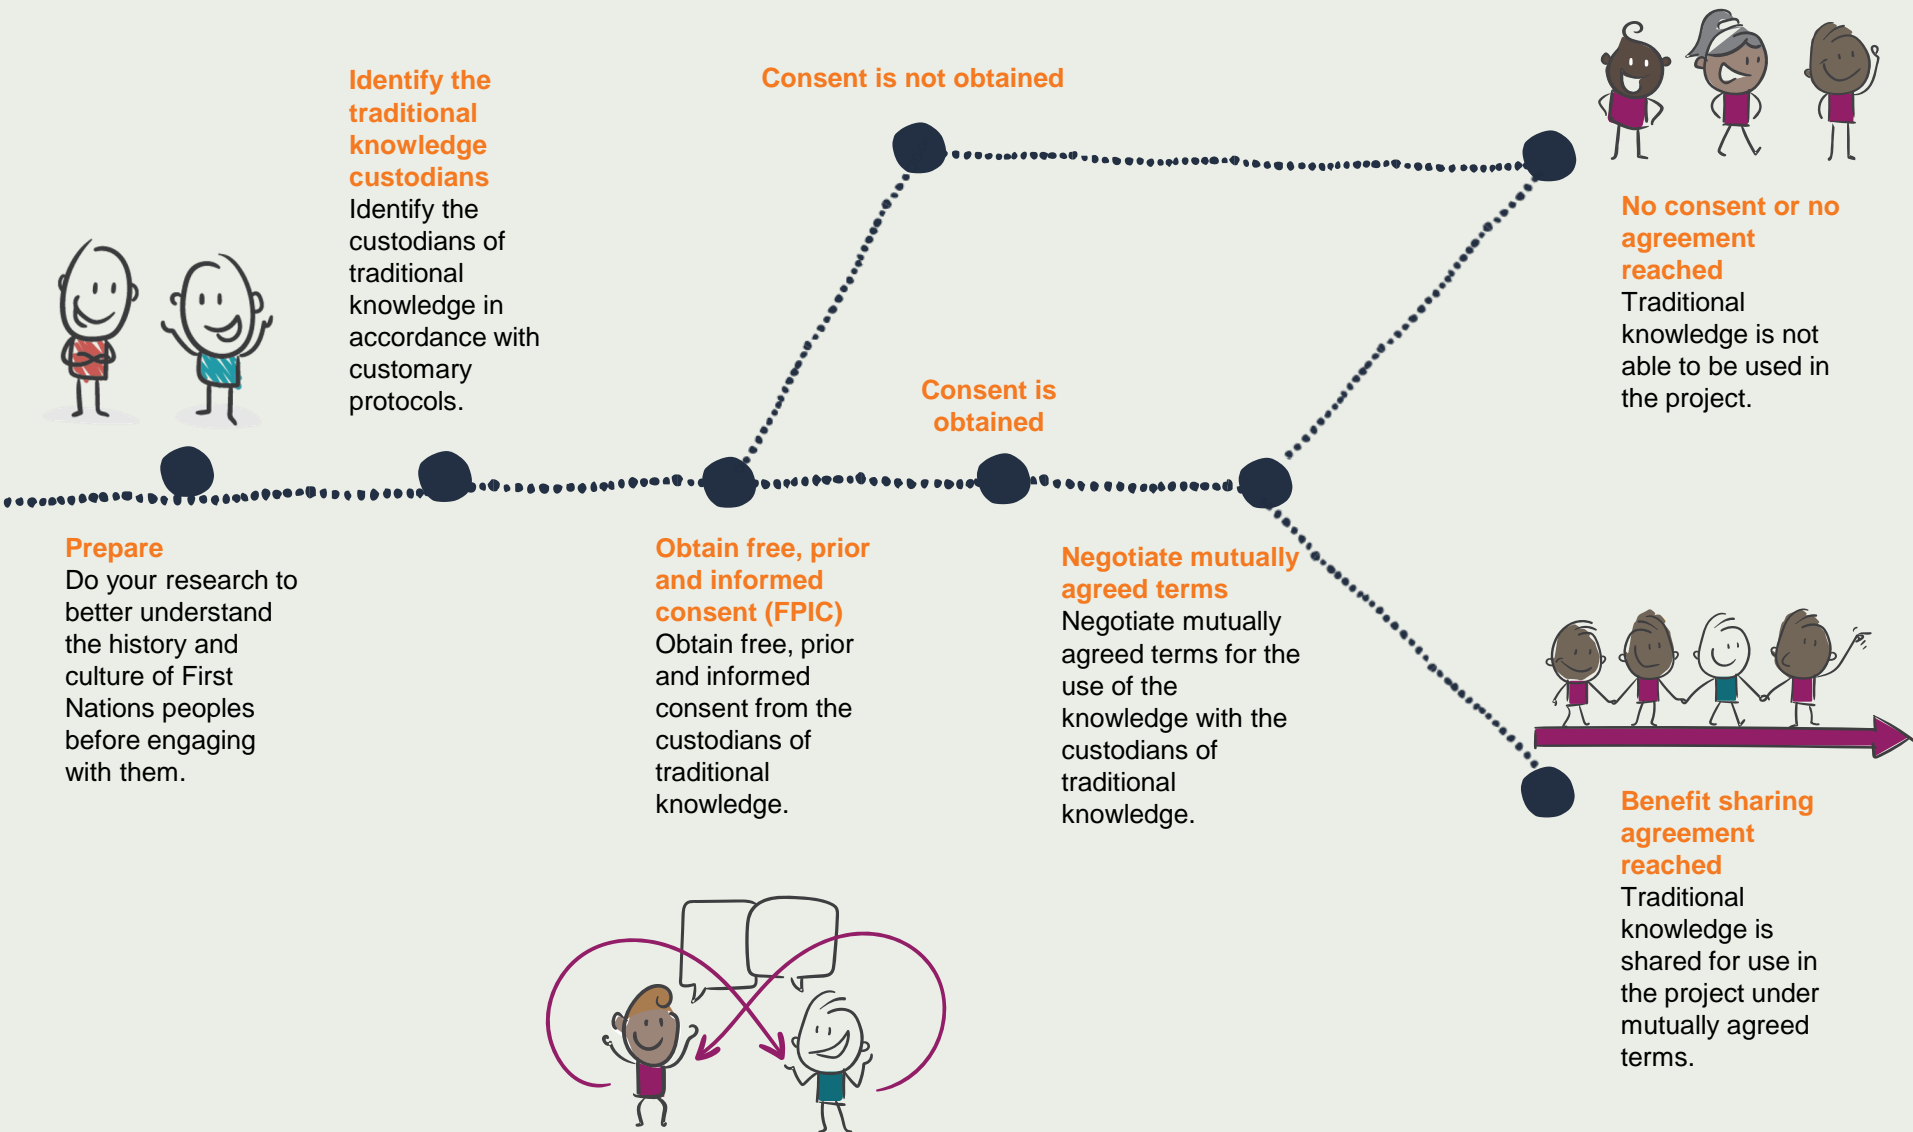 Prepare
Do your research to
better understand
the history and
culture of First
Nations peoples
before engaging
with them.
Identify the
traditional
knowledge
custodians
Identify the
custodians of
traditional
knowledge in
accordance with
customary
protocols.
Obtain free, prior
and informed
consent (FPIC)
Obtain free, prior
and informed
consent from the
custodians of
traditional
knowledge.
Consent is not obtained
Consent is
obtained
Negotiate mutually
agreed terms
Negotiate mutually
agreed terms for the
use of the
knowledge with the
custodians of
traditional
knowledge.
No consent or no
agreement
reached
Traditional
knowledge is not
able to be used in
the project.
Benefit sharing
agreement
reached
Traditional
knowledge is
shared for use in
the project under
mutually agreed
terms.